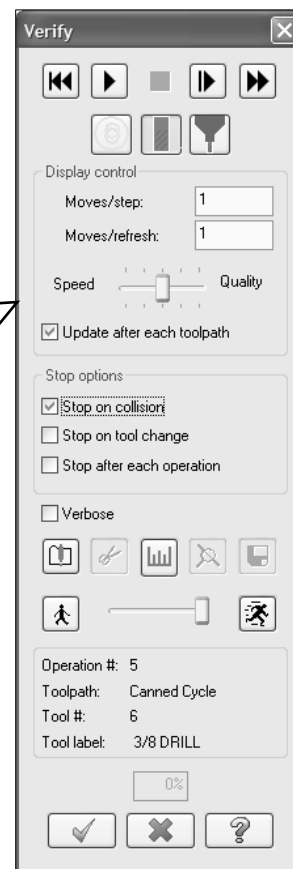 Verify
Display control
Moves/step: 1
Moves/refresh: 1
Speed Quality
Update after each toolpath
Stop options
Stop on collision
Stop on tool change
Stop after each operation
Verbose
Operation #: 5
Toolpath: Canned Cycle
Tool #: 6
Tool label: 3/8 DRILL
0%